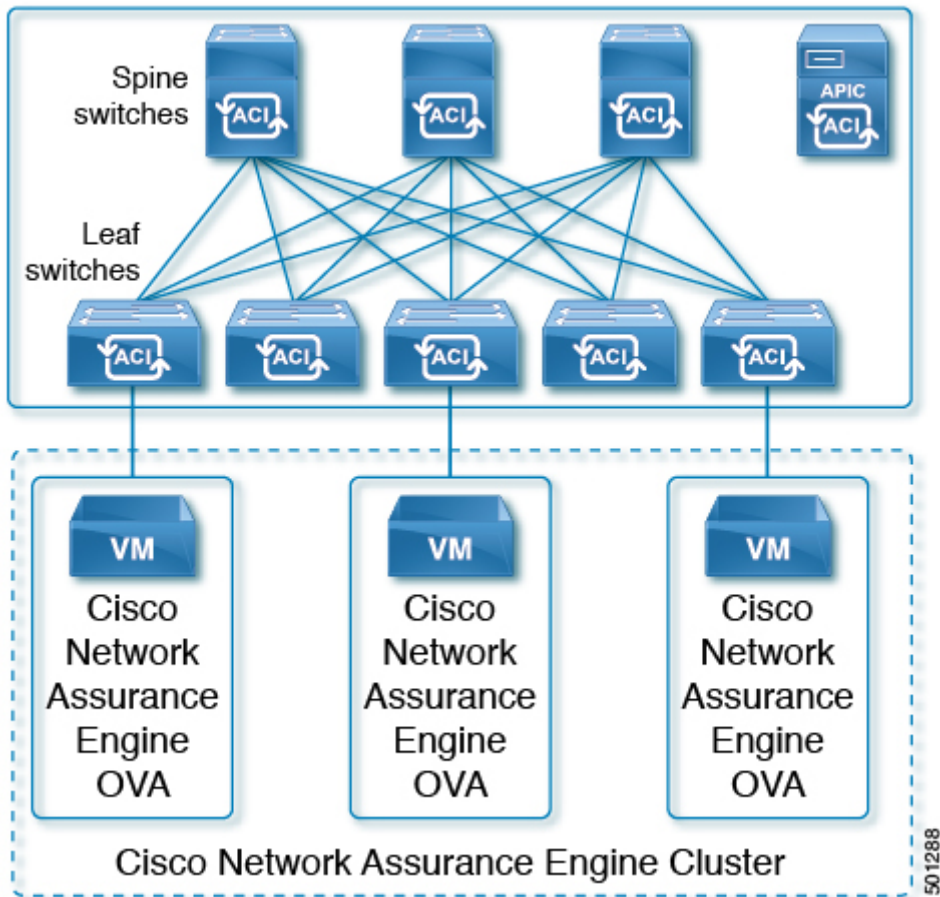 Spine
switches
ACI
ACI
ACI
APIC
ACI
Leaf
switches
ACI
ACI
ACI
ACI
ACI
VM
Cisco
Network
Assurance
Engine
OVA
VM
Cisco
Network
Assurance
Engine
OVA
VM
Cisco
Network
Assurance
Engine
OVA
Cisco Network Assurance Engine Cluster
501288